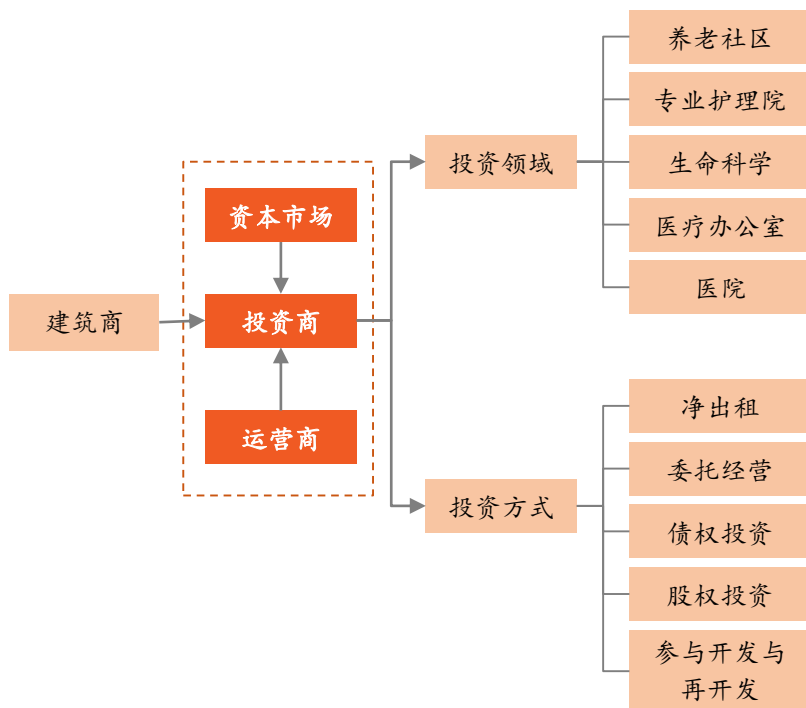 养老社区
专业护理院
投资领域
生命科学
资本市场
医疗办公室
医院
建筑商
投资商
净出租
运营商
委托经营
投资方式
债权投资
股权投资
参与开发与
再开发